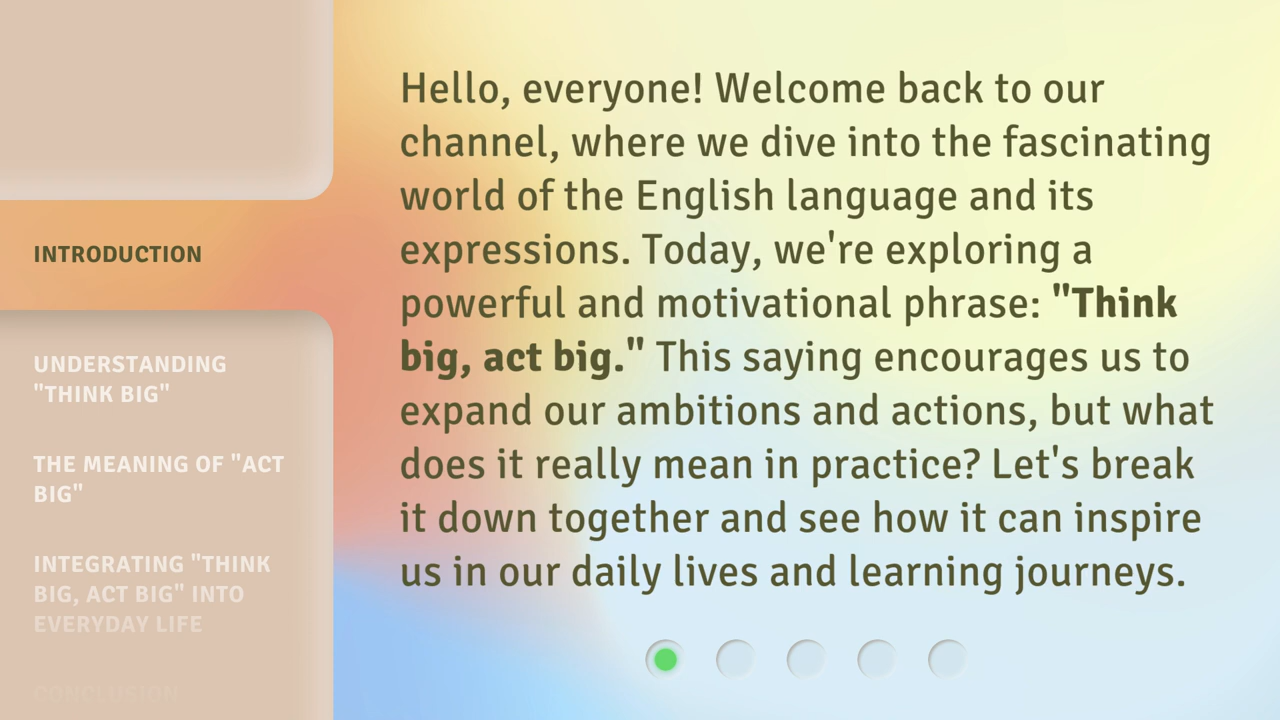 INTRODUCTION
UNDERSTANDING
"THINK BIG"
THE MEANING OF "ACT
BIG"
INTEGRATING "THINK
BIG, ACT BIG" INTO
EVERYDAY LIFE
CONCLUSION
Hello, everyone! Welcome back to our
channel, where we dive into the fascinating
world of the English language and its
expressions. Today, we're exploring a
powerful and motivational phrase: "Think
big, act big." This saying encourages us to
expand our ambitions and actions, but what
does it really mean in practice? Let's break
it down together and see how it can inspire
us in our daily lives and learning journeys.